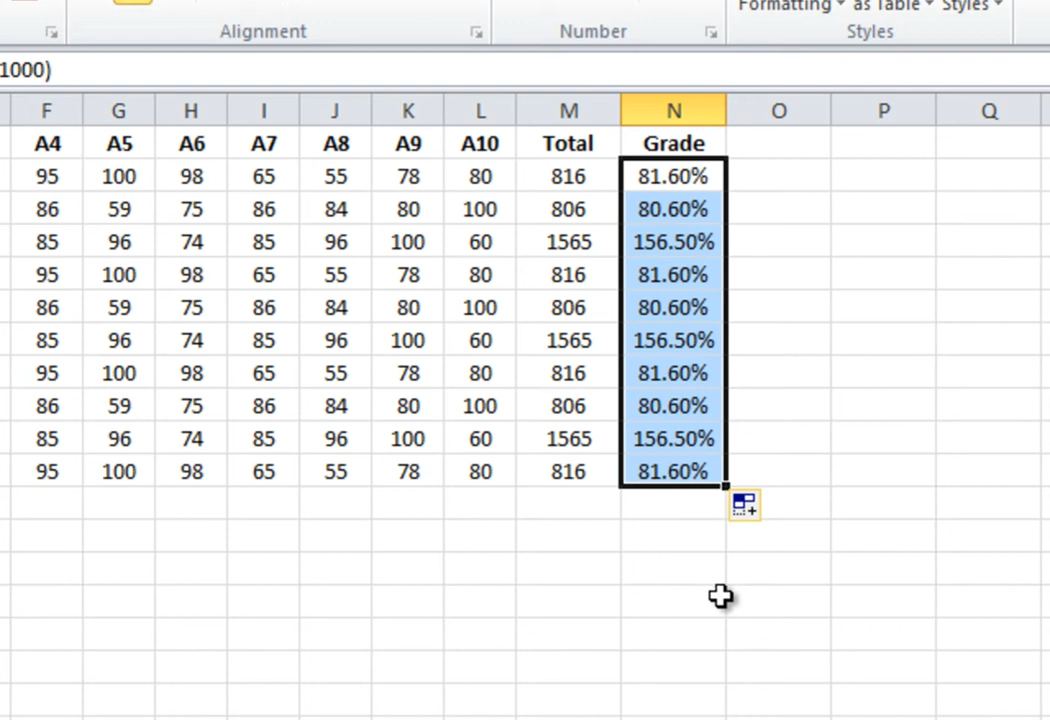 Formatting as Table Styles
Alignment Number Styles
1000)
F G H I J K L M N O P Q
A4 A5 A6 A7 A8 A9 A10 Total Grade
95 100 98 65 55 78 80 816 81.60%
86 59 75 86 84 80 100 806 80.60%
85 96 74 85 96 100 60 1565 156.50%
95 100 98 65 55 78 80 816 81.60%
86 59 75 86 84 80 100 806 80.60%
85 96 74 85 96 100 60 1565 156.50%
95 100 98 65 55 78 80 816 81.60%
86 59 75 86 84 80 100 806 80.60%
85 96 74 85 96 100 60 1565 156.50%
95 100 98 65 55 78 80 816 81.60%